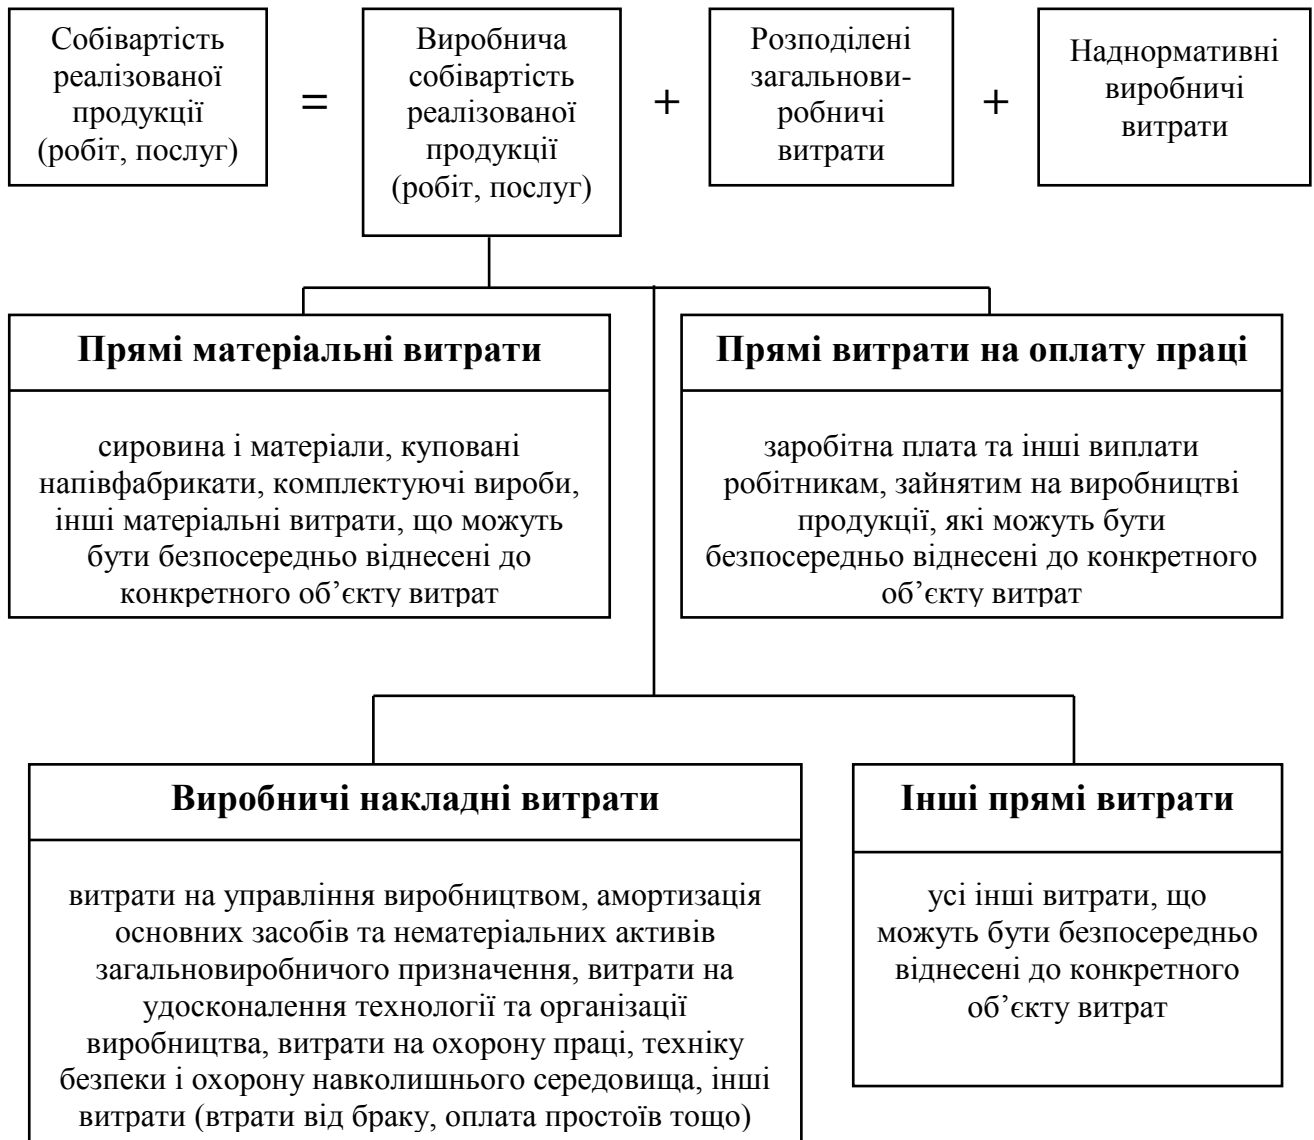 Собівартість
реалізованої
продукції
(робіт, послуг)
=
Виробнича
собівартість
реалізованої
продукції
(робіт, послуг)
+
Розподілені
загальнови-
робничі
витрати
+
Наднормативні
виробничі
витрати
Прямі матеріальні витрати
сировина і матеріали, куповані
напівфабрикати, комплектуючі вироби,
інші матеріальні витрати, що можуть
бути безпосередньо віднесені до
конкретного об’єкту витрат
Прямі витрати на оплату праці
заробітна плата та інші виплати
робітникам, зайнятим на виробництві
продукції, які можуть бути
безпосередньо віднесені до конкретного
об’єкту витрат
Виробничі накладні витрати
витрати на управління виробництвом, амортизація
основних засобів та нематеріальних активів
загальновиробничого призначення, витрати на
удосконалення технології та організації
виробництва, витрати на охорону праці, техніку
безпеки і охорону навколишнього середовища, інші
витрати (втрати від браку, оплата простоїв тощо)
Інші прямі витрати
усі інші витрати, що
можуть бути безпосередньо
віднесені до конкретного
об’єкту витрат